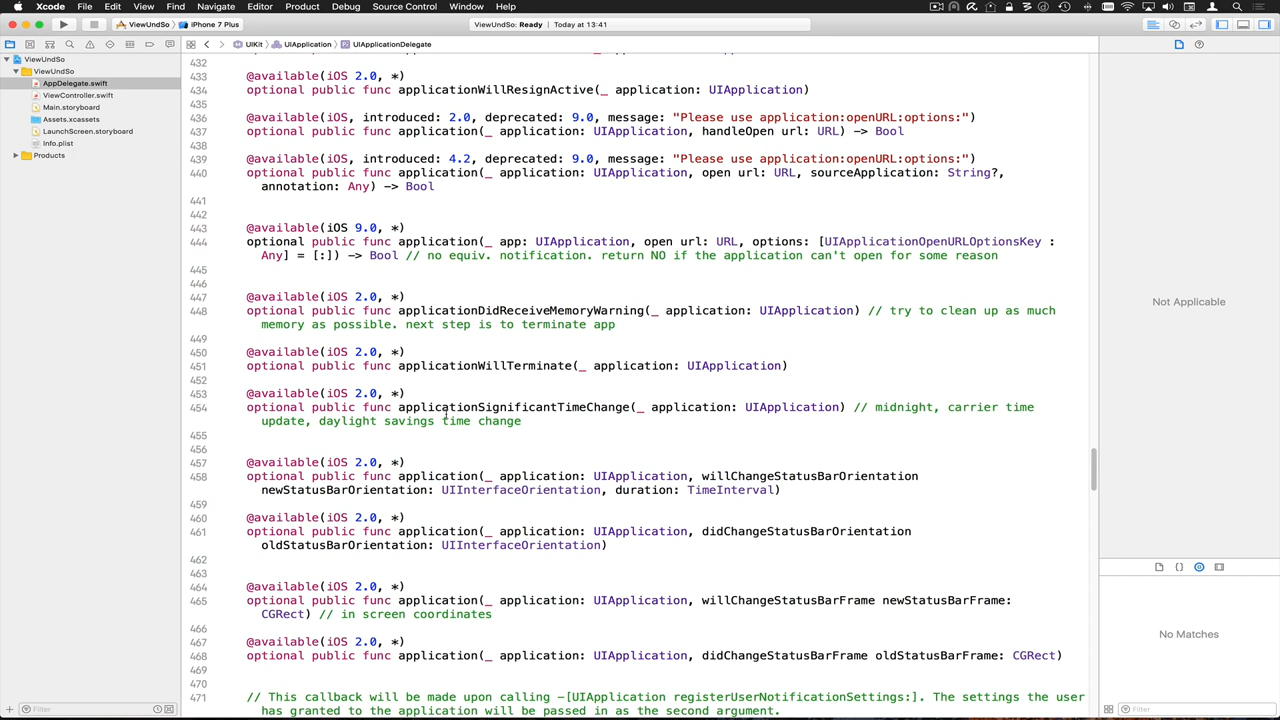 Xcode File Edit View Find Navigate Editor Product Debug Source Control Window Help
ViewUndSo iPhone 7 Plus ViewUndSo: Ready Today at 13:41
UIKit UIApplication UIApplicationDelegate
ViewUndSo
ViewUndSo
AppDelegate.swift
ViewController.swift
Main.storyboard
Assets.xcassets
LaunchScreen.storyboard
Info.plist
Products
432
433 @available(iOS 2.0, *)
434 optional public func applicationWillResignActive(_ application: UIApplication)
435
436 @available(iOS, introduced: 2.0, deprecated: 9.0, message: "Please use application:openURL:options:")
437 optional public func application(_ application: UIApplication, handleOpen url: URL) -> Bool
438
439 @available(iOS, introduced: 4.2, deprecated: 9.0, message: "Please use application:openURL:options:")
440 optional public func application(_ application: UIApplication, open url: URL, sourceApplication: String?,
annotation: Any) -> Bool
441
442
443 @available(iOS 9.0, *)
444 optional public func application(_ app: UIApplication, open url: URL, options: [UIApplicationOpenURLOptionsKey :
Any] = [:]) -> Bool // no equiv. notification. return NO if the application can't open for some reason
445
446
447 @available(iOS 2.0, *)
448 optional public func applicationDidReceiveMemoryWarning(_ application: UIApplication) // try to clean up as much
memory as possible. next step is to terminate app
449
450 @available(iOS 2.0, *)
451 optional public func applicationWillTerminate(_ application: UIApplication)
452
453 @available(iOS 2.0, *)
454 optional public func applicationSignificantTimeChange(_ application: UIApplication) // midnight, carrier time
update, daylight savings time change
455
456
457 @available(iOS 2.0, *)
458 optional public func application(_ application: UIApplication, willChangeStatusBarOrientation
newStatusBarOrientation: UIInterfaceOrientation, duration: TimeInterval)
459
460 @available(iOS 2.0, *)
461 optional public func application(_ application: UIApplication, didChangeStatusBarOrientation
oldStatusBarOrientation: UIInterfaceOrientation)
462
463
464 @available(iOS 2.0, *)
465 optional public func application(_ application: UIApplication, willChangeStatusBarFrame newStatusBarFrame:
CGRect) // in screen coordinates
466
467 @available(iOS 2.0, *)
468 optional public func application(_ application: UIApplication, didChangeStatusBarFrame oldStatusBarFrame: CGRect)
469
470
471 // This callback will be made upon calling -[UIApplication registerUserNotificationSettings:]. The settings the user
has granted to the application will be passed in as the second argument.
Not Applicable
No Matches
Filter
Filter